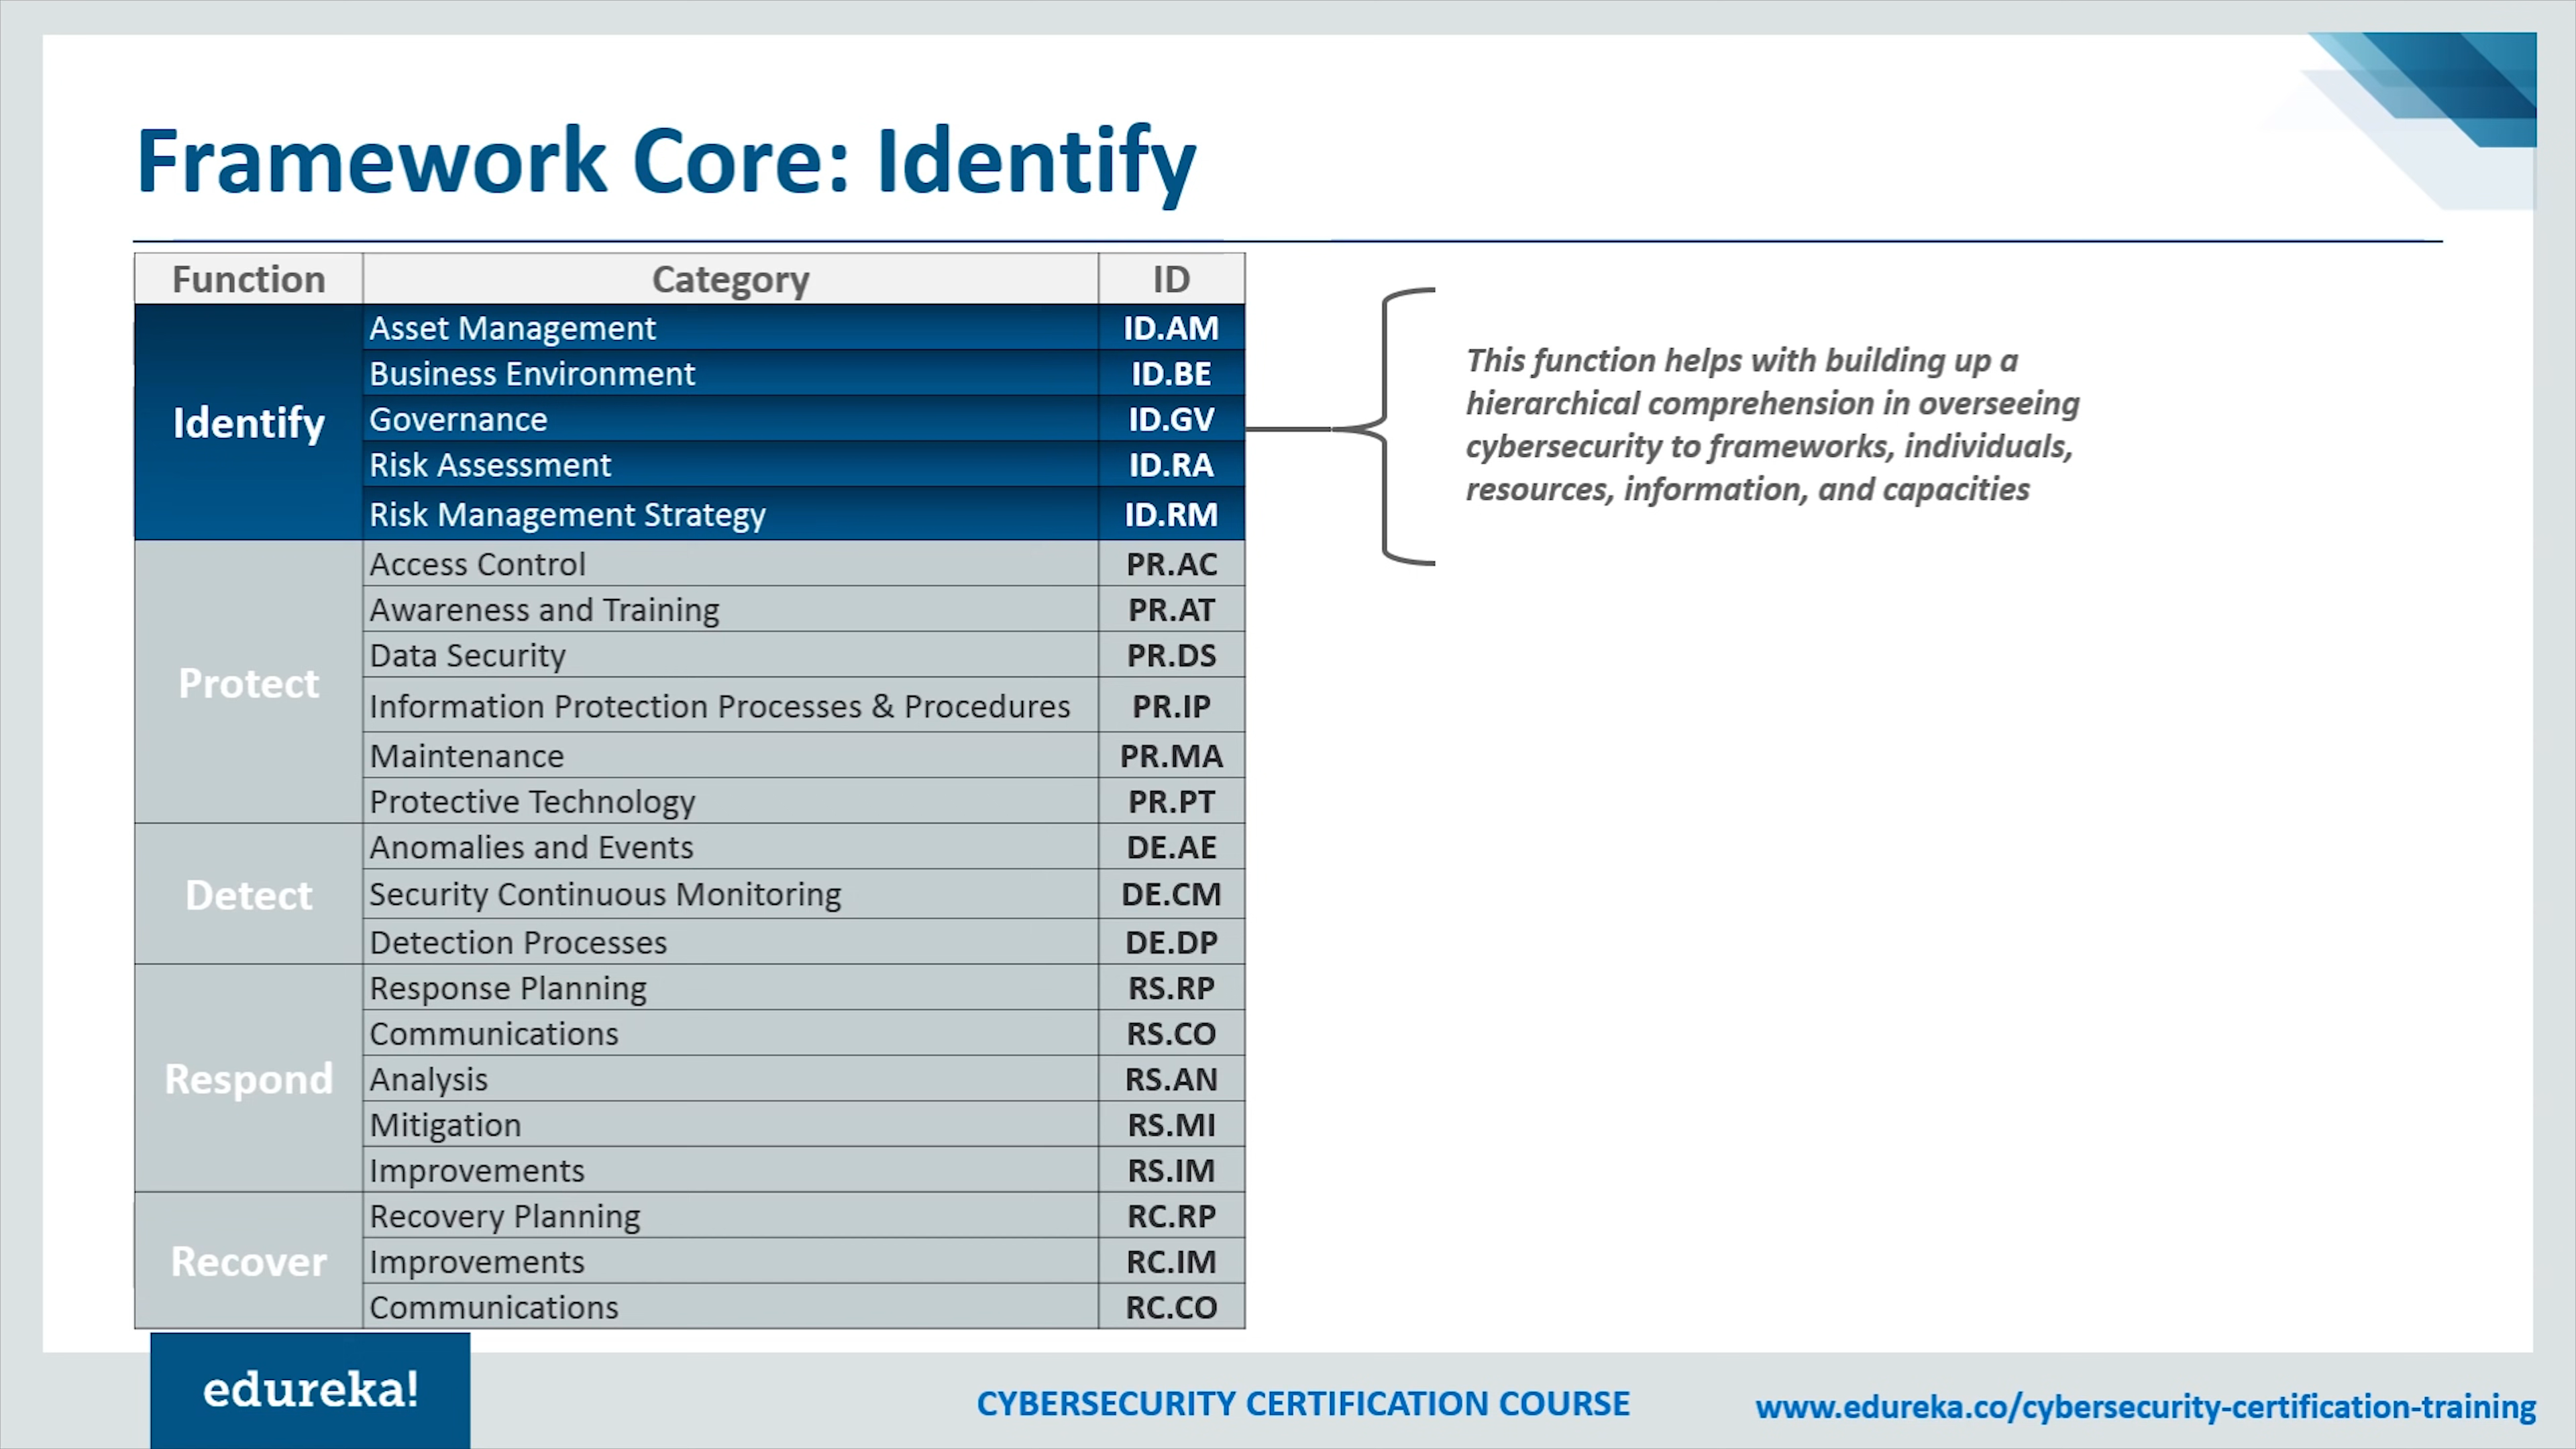 Framework Core: Identify
Function Category ID
Identify
Asset Management ID.AM
Business Environment ID.BE
Governance ID.GV
Risk Assessment ID.RA
Risk Management Strategy ID.RM
Protect
Access Control PR.AC
Awareness and Training PR.AT
Data Security PR.DS
Information Protection Processes & Procedures PR.IP
Maintenance PR.MA
Protective Technology PR.PT
Detect
Anomalies and Events DE.AE
Security Continuous Monitoring DE.CM
Detection Processes DE.DP
Respond
Response Planning RS.RP
Communications RS.CO
Analysis RS.AN
Mitigation RS.MI
Improvements RS.IM
Recover
Recovery Planning RC.RP
Improvements RC.IM
Communications RC.CO
This function helps with building up a
hierarchical comprehension in overseeing
cybersecurity to frameworks, individuals,
resources, information, and capacities
edureka!
CYBERSECURITY CERTIFICATION COURSE
www.edureka.co/cybersecurity-certification-training